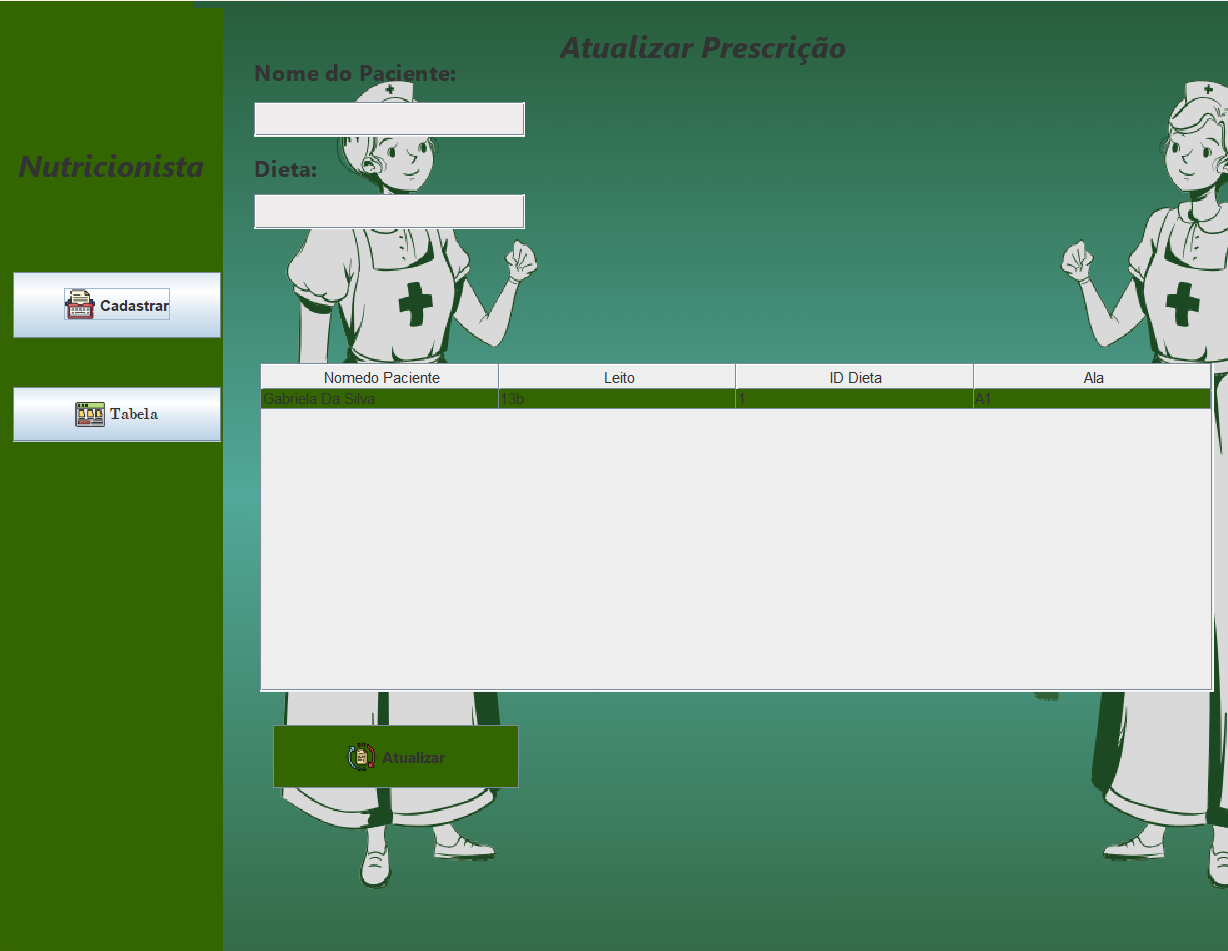 Atualizar Prescrição
Nome do Paciente:
Dieta:
Nutricionista
Cadastrar
Tabela
Nomedo Paciente Leito ID Dieta Ala
Gabriela Da Silva 13b 1 A1
Atualizar